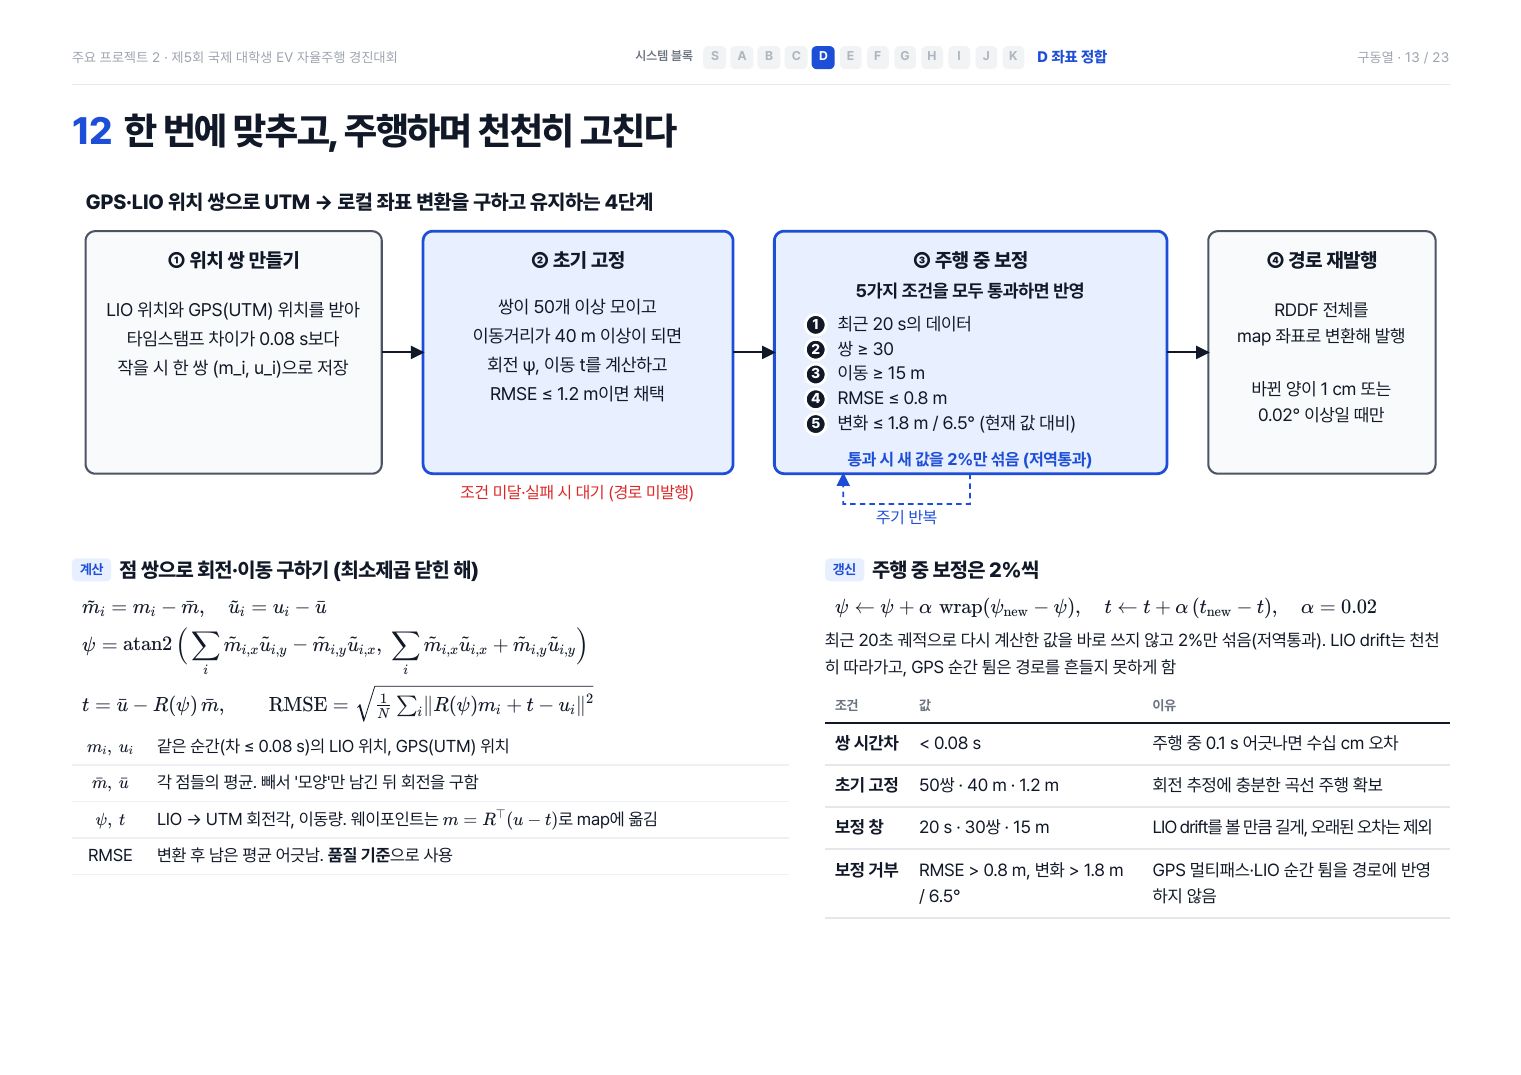 주요 프로젝트 2 · 제5회 국제 대학생 EV 자율주행 경진대회
시스템 블록 S A B C D E F G H I J K D 좌표 정합
구동열 · 13 / 23
12 한 번에 맞추고, 주행하며 천천히 고친다
GPS·LIO 위치 쌍으로 UTM → 로컬 좌표 변환을 구하고 유지하는 4단계
① 위치 쌍 만들기
LIO 위치와 GPS(UTM) 위치를 받아
타임스탬프 차이가 0.08 s보다
작을 시 한 쌍 (m_i, u_i)으로 저장
② 초기 고정
쌍이 50개 이상 모이고
이동거리가 40 m 이상이 되면
회전 ψ, 이동 t를 계산하고
RMSE ≤ 1.2 m이면 채택
조건 미달·실패 시 대기 (경로 미발행)
③ 주행 중 보정
5가지 조건을 모두 통과하면 반영
❶ 최근 20 s의 데이터
❷ 쌍 ≥ 30
❸ 이동 ≥ 15 m
❹ RMSE ≤ 0.8 m
❺ 변화 ≤ 1.8 m / 6.5° (현재 값 대비)
통과 시 새 값을 2%만 섞음 (저역통과)
주기 반복
④ 경로 재발행
RDDF 전체를
map 좌표로 변환해 발행
바뀐 양이 1 cm 또는
0.02° 이상일 때만
계산 점 쌍으로 회전·이동 구하기 (최소제곱 닫힌 해)
m̃ᵢ = mᵢ − m̄, ũᵢ = uᵢ − ū
ψ = atan2 ( ∑ᵢ m̃ᵢ,ₓũᵢ,y − m̃ᵢ,yũᵢ,ₓ, ∑ᵢ m̃ᵢ,ₓũᵢ,ₓ + m̃ᵢ,yũᵢ,y )
t = ū − R(ψ) m̄, RMSE = √(1/N ∑ᵢ‖R(ψ)mᵢ + t − uᵢ‖²)
mᵢ, uᵢ 같은 순간(차 ≤ 0.08 s)의 LIO 위치, GPS(UTM) 위치
m̄, ū 각 점들의 평균. 빼서 '모양'만 남긴 뒤 회전을 구함
ψ, t LIO → UTM 회전각, 이동량. 웨이포인트는 m = R⊤(u − t)로 map에 옮김
RMSE 변환 후 남은 평균 어긋남. 품질 기준으로 사용
갱신 주행 중 보정은 2%씩
ψ ← ψ + α wrap(ψnew − ψ), t ← t + α (tnew − t), α = 0.02
최근 20초 궤적으로 다시 계산한 값을 바로 쓰지 않고 2%만 섞음(저역통과). LIO drift는 천천
히 따라가고, GPS 순간 튐은 경로를 흔들지 못하게 함
조건 값 이유
쌍 시간차 < 0.08 s 주행 중 0.1 s 어긋나면 수십 cm 오차
초기 고정 50쌍 · 40 m · 1.2 m 회전 추정에 충분한 곡선 주행 확보
보정 창 20 s · 30쌍 · 15 m LIO drift를 볼 만큼 길게, 오래된 오차는 제외
보정 거부 RMSE > 0.8 m, 변화 > 1.8 m GPS 멀티패스·LIO 순간 튐을 경로에 반영
/ 6.5° 하지 않음